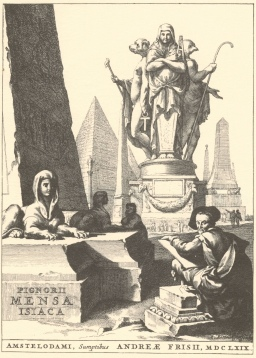 PIGNORII
MENSA
ISIACA
AMSTELODAMI, Sumptibus ANDREÆ FRISII, MDCLXIX.